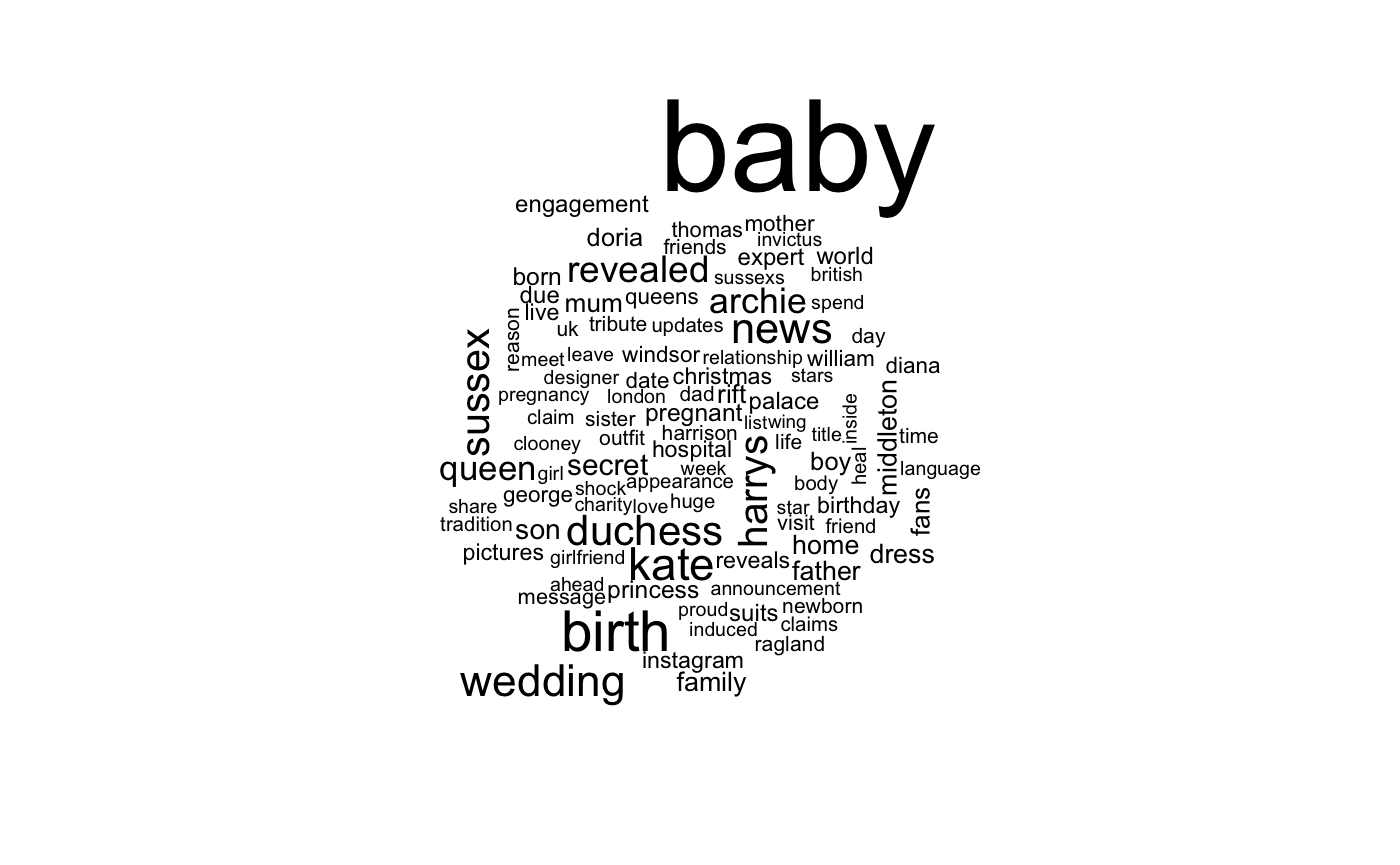 baby
engagement
thomas mother
doria
friends invictus
expert world
revealed sussexs british
born
due mum queens archie spend
live
uk tribute updates news day
reason
sussex
meet leave windsor relationship william diana
designer date christmas stars
pregnancy london dad rift palace
middleton
inside
claim sister pregnant list wing
clooney outfit harrison life title time
hospital
harrys
heal
queen girl secret week boy language
george shock appearance body
share charity love huge star birthday
fans
tradition son duchess visit friend
pictures girlfriend kate reveals home dress
father
ahead princess announcement
message
birth proud suits newborn
induced claims
ragland
instagram
wedding family